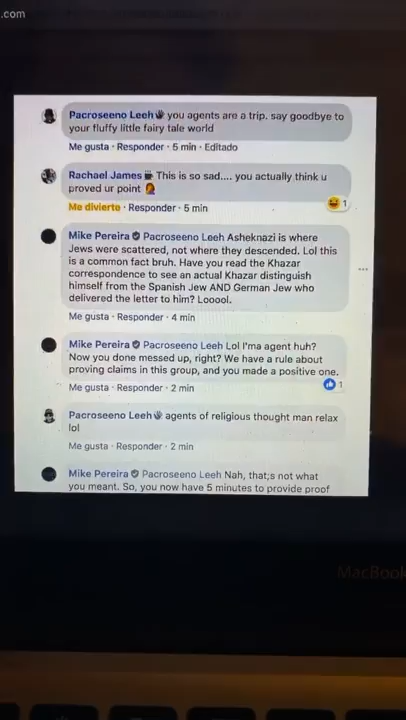 .com
Pacroseeno Leeh you agents are a trip. say goodbye to
your fluffy little fairy tale world
Me gusta · Responder · 5 min · Editado
Rachael James This is so sad.... you actually think u
proved ur point
Me divierte · Responder · 5 min
1
Mike Pereira Pacroseeno Leeh Asheknazi is where
Jews were scattered, not where they descended. Lol this
is a common fact bruh. Have you read the Khazar
correspondence to see an actual Khazar distinguish
himself from the Spanish Jew AND German Jew who
delivered the letter to him? Looool.
Me gusta · Responder · 4 min
Mike Pereira Pacroseeno Leeh Lol I'ma agent huh?
Now you done messed up, right? We have a rule about
proving claims in this group, and you made a positive one.
Me gusta · Responder · 2 min
1
Pacroseeno Leeh agents of religious thought man relax
lol
Me gusta · Responder · 2 min
Mike Pereira Pacroseeno Leeh Nah, that;s not what
you meant. So, you now have 5 minutes to provide proof
MacBook